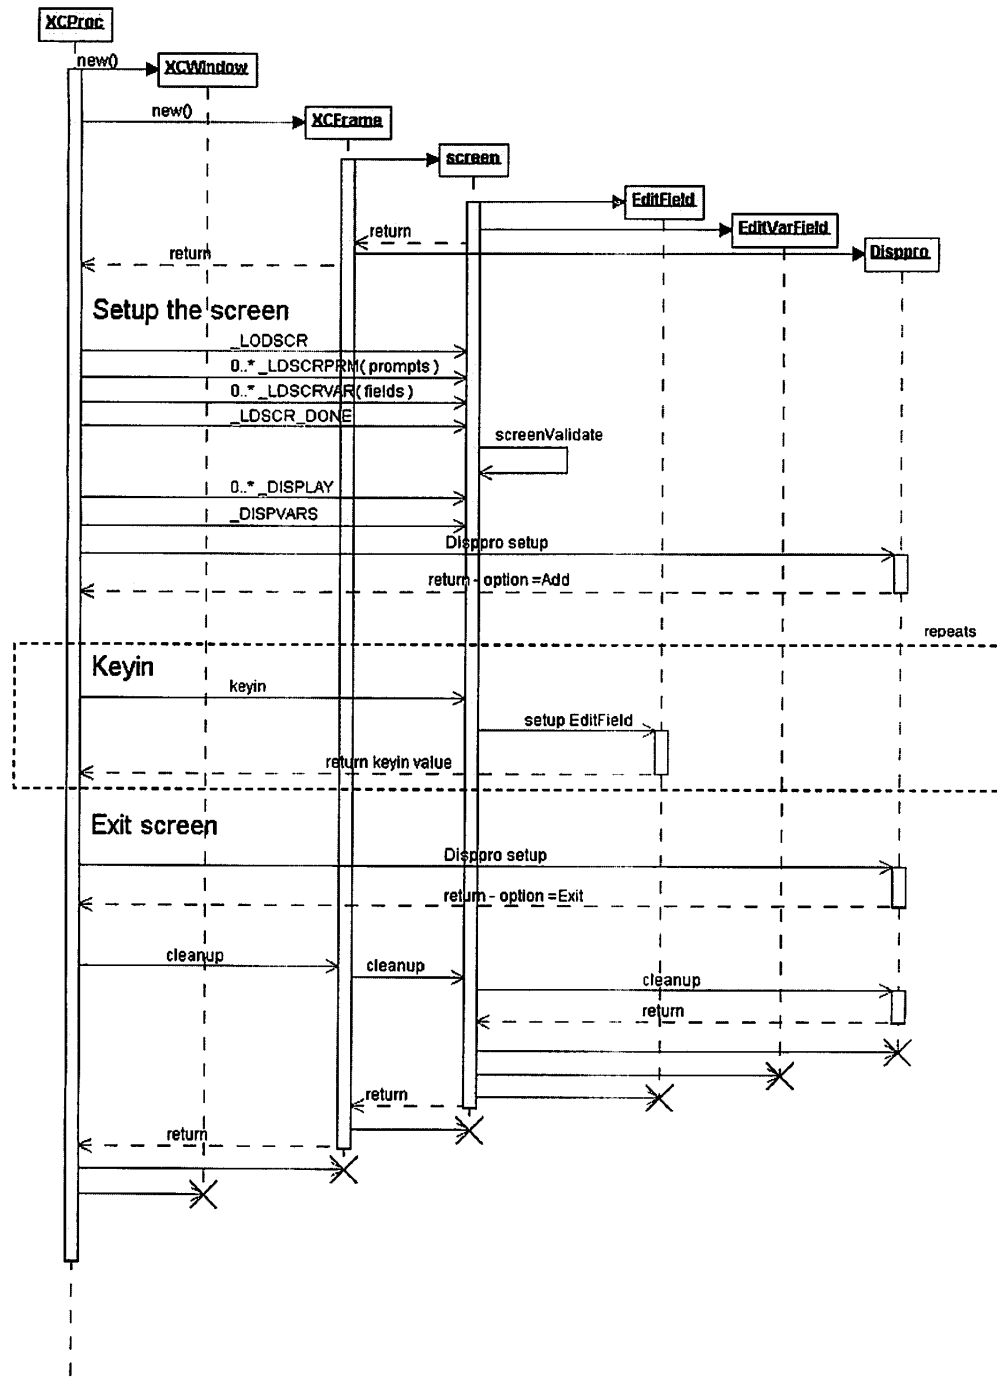 XCProc
new()
XCWindow
new()
XCFrame
screen
EditField
EditVarField
return
Disppro
return
Setup the screen
_LODSCR
0..* _LDSCRPRM( prompts )
0..* _LDSCRVAR( fields )
_LDSCR_DONE
screenValidate
0..* _DISPLAY
_DISPVARS
Disppro setup
return - option =Add
repeats
Keyin
keyin
setup EditField
return keyin value
Exit screen
Disppro setup
return - option =Exit
cleanup
cleanup
cleanup
return
return
return